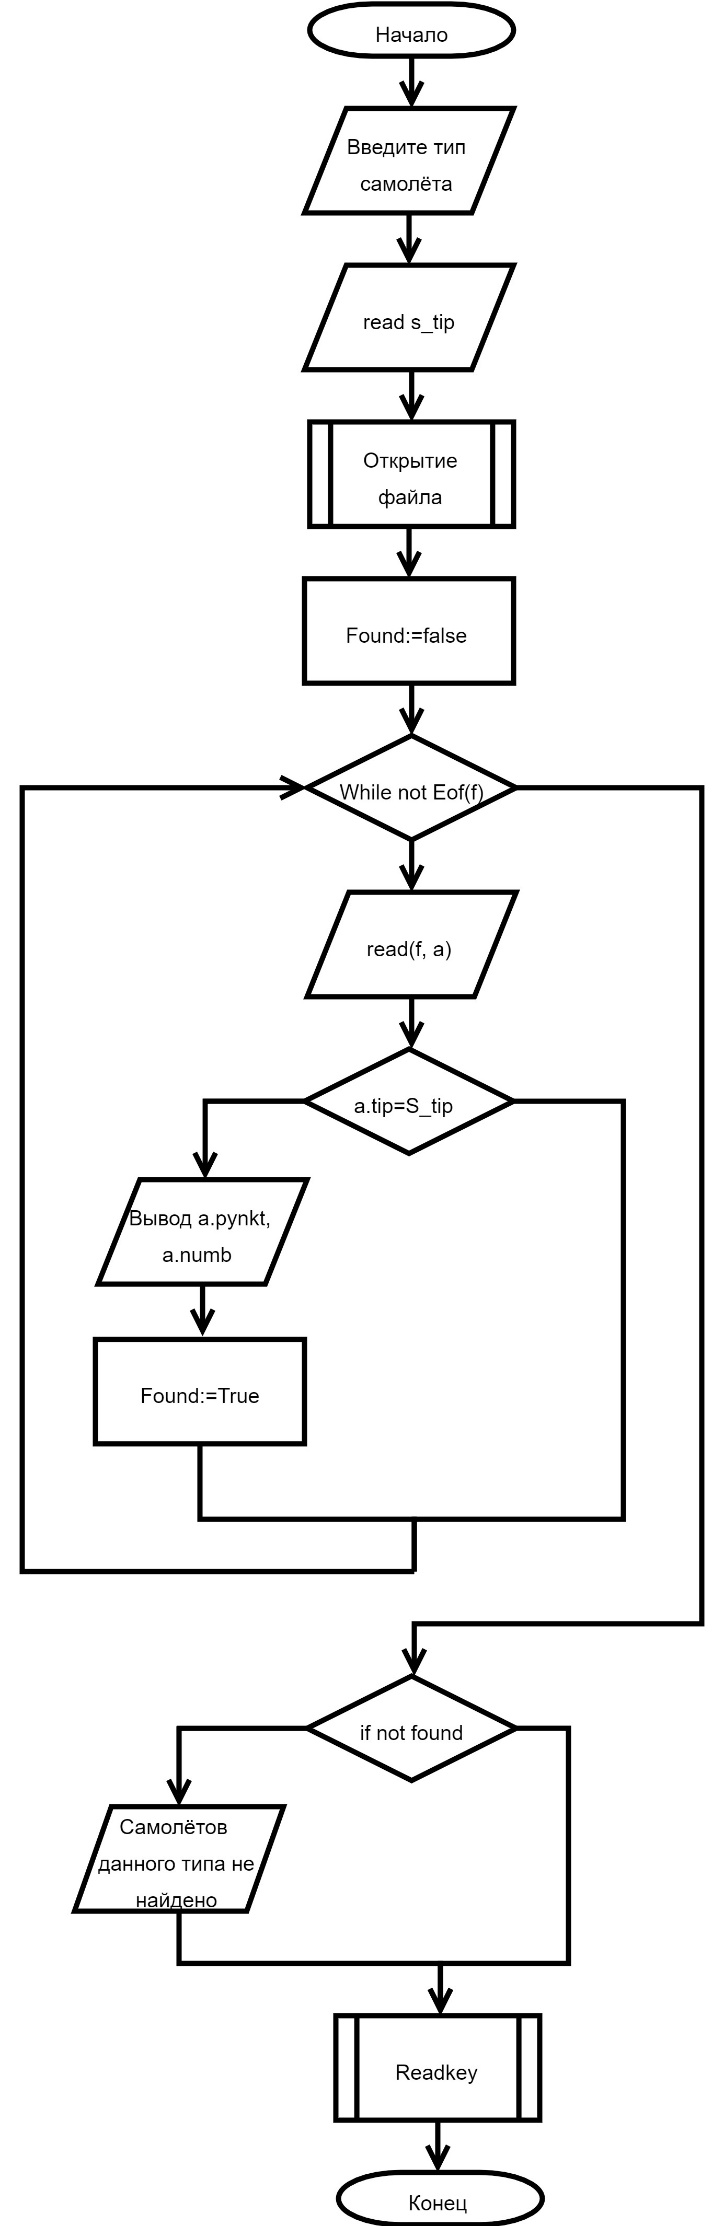 Начало
Введите тип
самолёта
read s_tip
Открытие
файла
Found:=false
While not Eof(f)
read(f, a)
a.tip=S_tip
Вывод a.pynkt,
a.numb
Found:=True
if not found
Самолётов
данного типа не
найдено
Readkey
Конец